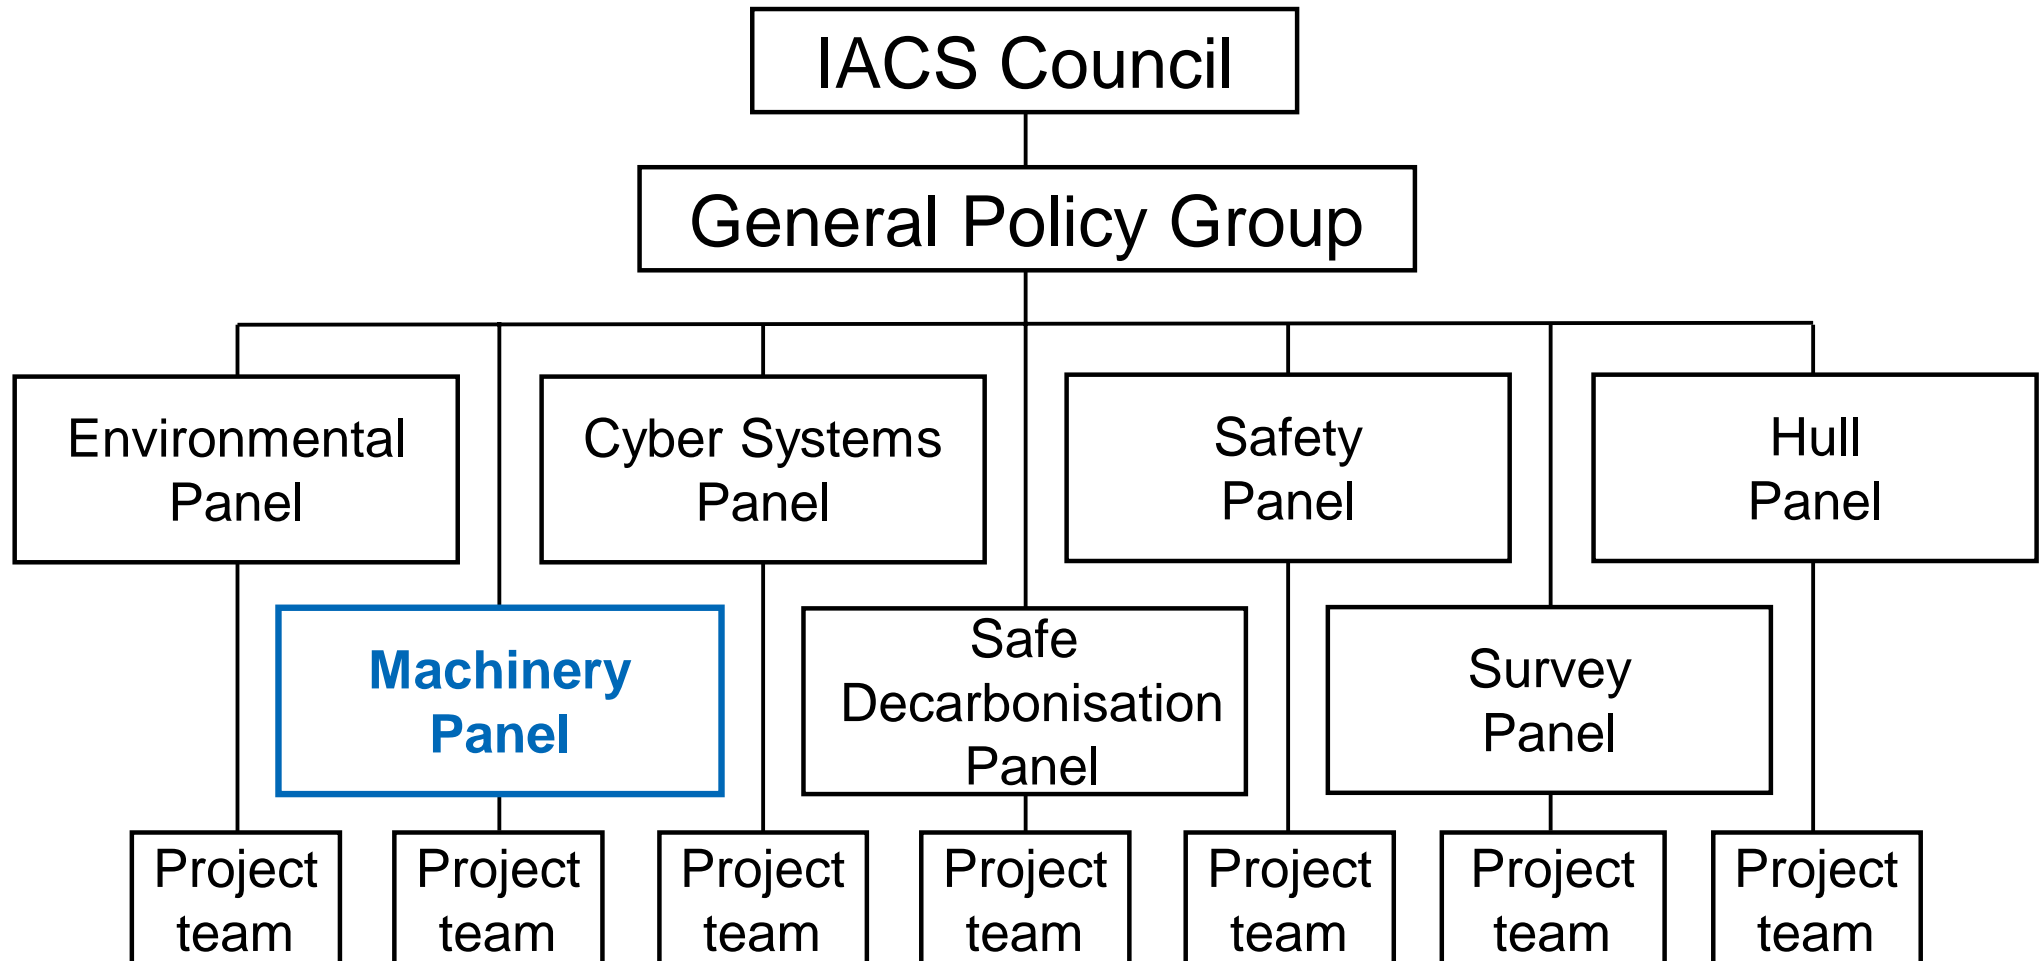 IACS Council
General Policy Group
Environmental
Panel
Cyber Systems
Panel
Safety
Panel
Hull
Panel
Machinery
Panel
Safe
Decarbonisation
Panel
Survey
Panel
Project
team
Project
team
Project
team
Project
team
Project
team
Project
team
Project
team